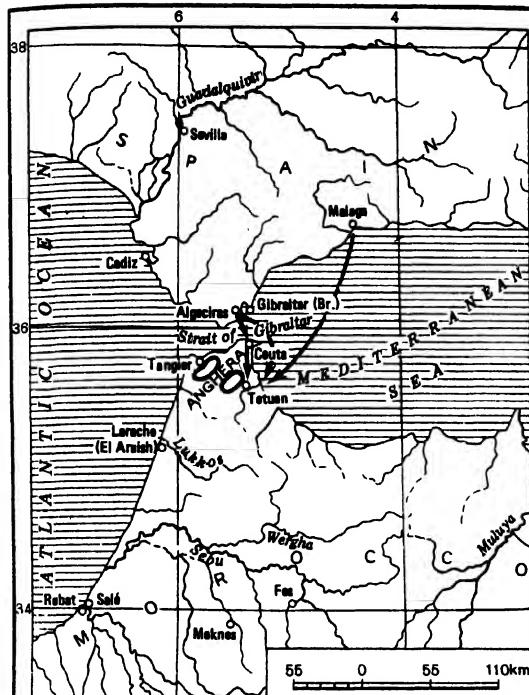 6 4
38
Guadalquivir
Sevilla
S P A I N
Malaga
Cadiz
ATLANTIC OCEAN
Algeciras
Gibraltar (Br.)
36
Strait of Gibraltar
Tangier
Ceuta
MEDITERRANEAN SEA
ANGHERA
Tetuan
Larache
(El Araish)
Lukkos
Wergha
Sebu
Muluya
Fes
Rabat
Salé
34
Meknes
M O R O C C O
55 0 55 110km